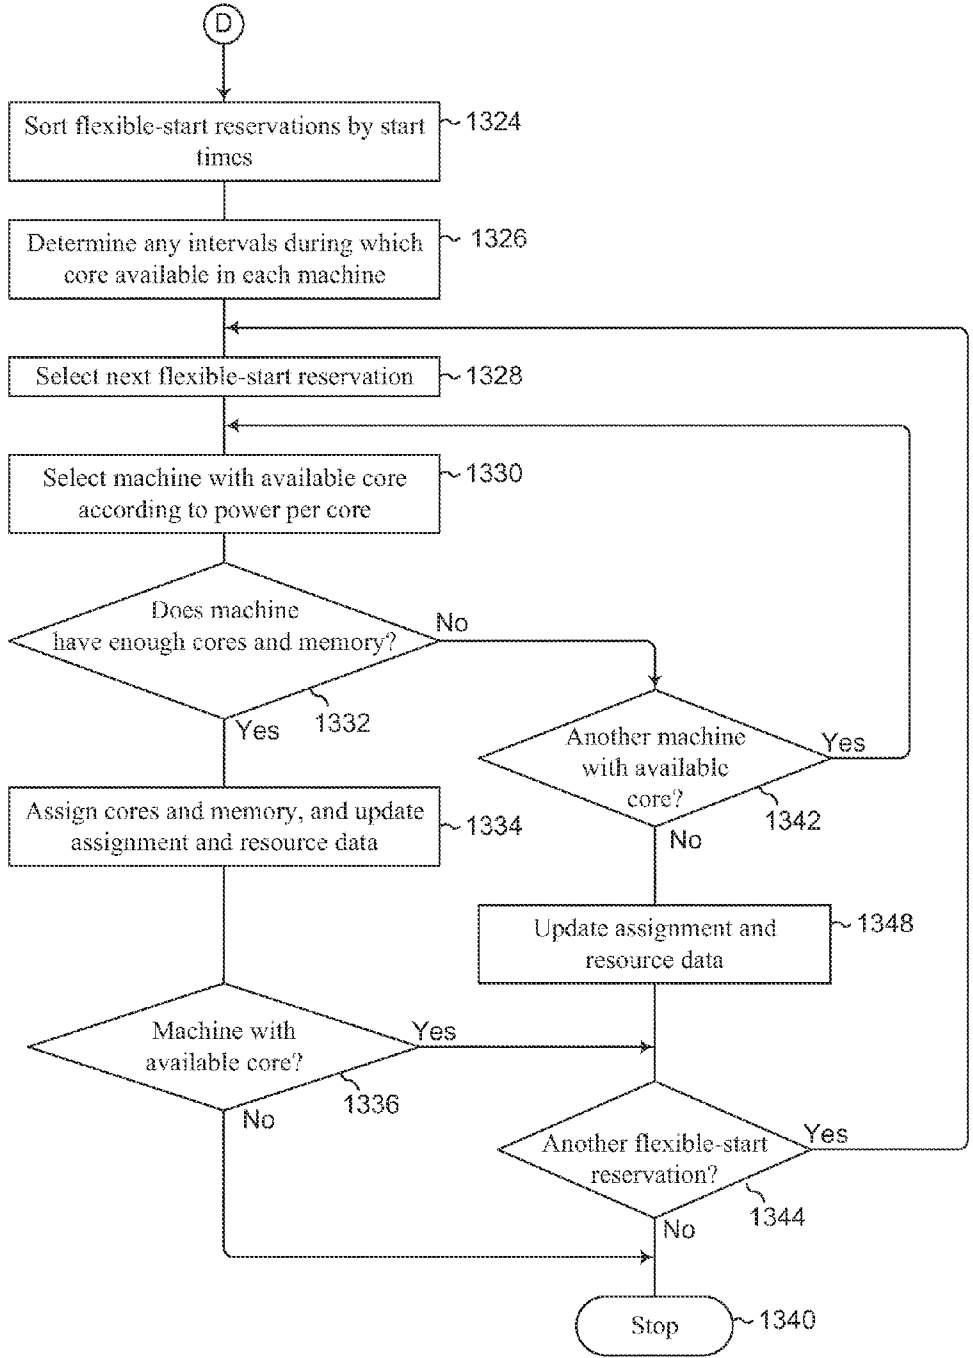 D
Sort flexible-start reservations by start
times
1324
Determine any intervals during which
core available in each machine
1326
Select next flexible-start reservation
1328
Select machine with available core
according to power per core
1330
Does machine
have enough cores and memory?
No
1332
Yes
Another machine
with available
core?
Yes
1342
No
Assign cores and memory, and update
assignment and resource data
1334
Update assignment and
resource data
1348
Machine with
available core?
Yes
1336
No
Another flexible-start
reservation?
Yes
1344
No
Stop
1340